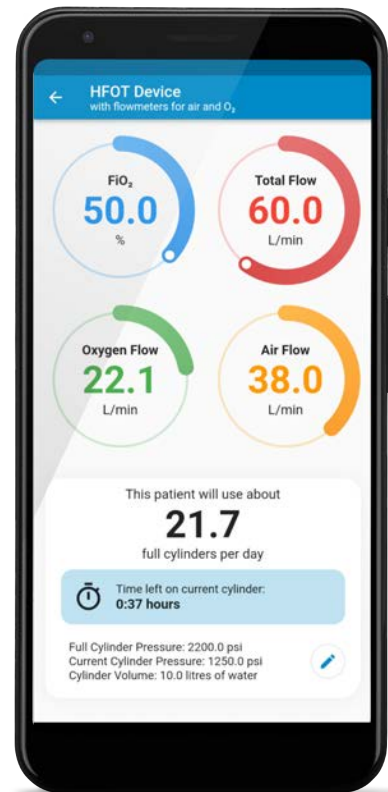 HFOT Device
with flowmeters for air and O₂
FiO₂
50.0
%
Total Flow
60.0
L/min
Oxygen Flow
22.1
L/min
Air Flow
38.0
L/min
This patient will use about
21.7
full cylinders per day
Time left on current cylinder:
0:37 hours
Full Cylinder Pressure: 2200.0 psi
Current Cylinder Pressure: 1250.0 psi
Cylinder Volume: 10.0 litres of water